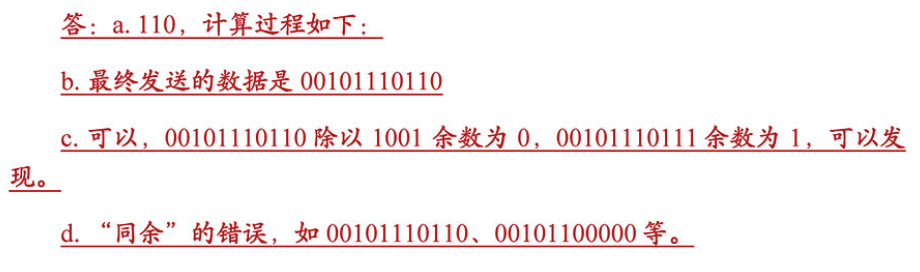 答：a. 110，计算过程如下：
b. 最终发送的数据是 00101110110
c. 可以，00101110110 除以 1001 余数为 0，00101110111 余数为 1，可以发
现。
d. “同余”的错误，如 00101110110、00101100000 等。